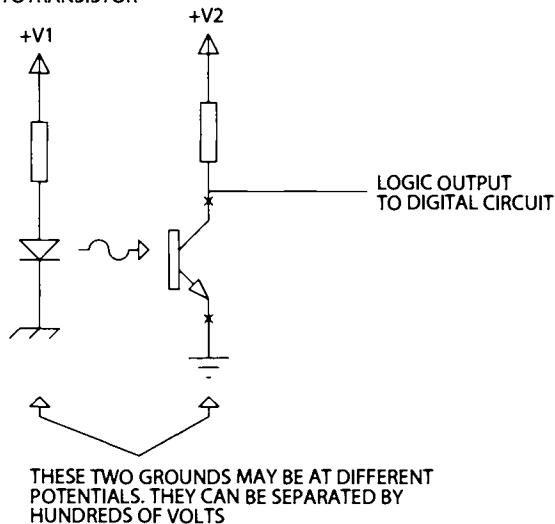 +V2
+V1
LOGIC OUTPUT
TO DIGITAL CIRCUIT
THESE TWO GROUNDS MAY BE AT DIFFERENT
POTENTIALS. THEY CAN BE SEPARATED BY
HUNDREDS OF VOLTS